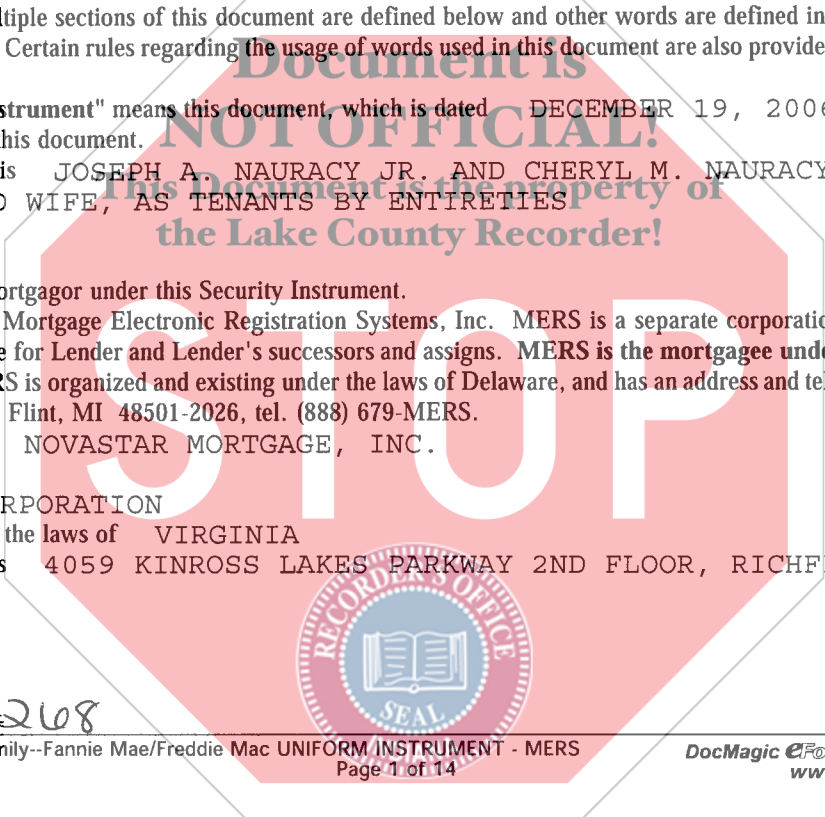 ltiple sections of this document are defined below and other words are defined in
Certain rules regarding the usage of words used in this document are also provide
Document is
strument" means this document, which is dated DECEMBER 19, 2006
NOT OFFICIAL!
his document.
is JOSEPH A. NAURACY JR. AND CHERYL M. NAURACY
This Document is the property of
D WIFE, AS TENANTS BY ENTIRETIES
the Lake County Recorder!
ortgagor under this Security Instrument.
Mortgage Electronic Registration Systems, Inc. MERS is a separate corporatio
e for Lender and Lender's successors and assigns. MERS is the mortgagee unde
RS is organized and existing under the laws of Delaware, and has an address and tel
Flint, MI 48501-2026, tel. (888) 679-MERS.
STOP
NOVASTAR MORTGAGE, INC.
RPORATION
the laws of VIRGINIA
s 4059 KINROSS LAKES PARKWAY 2ND FLOOR, RICHF
RECORDER'S OFFICE
SEAL
268
mily--Fannie Mae/Freddie Mac UNIFORM INSTRUMENT - MERS
DocMagic eFo
Page 1 of 14
ww